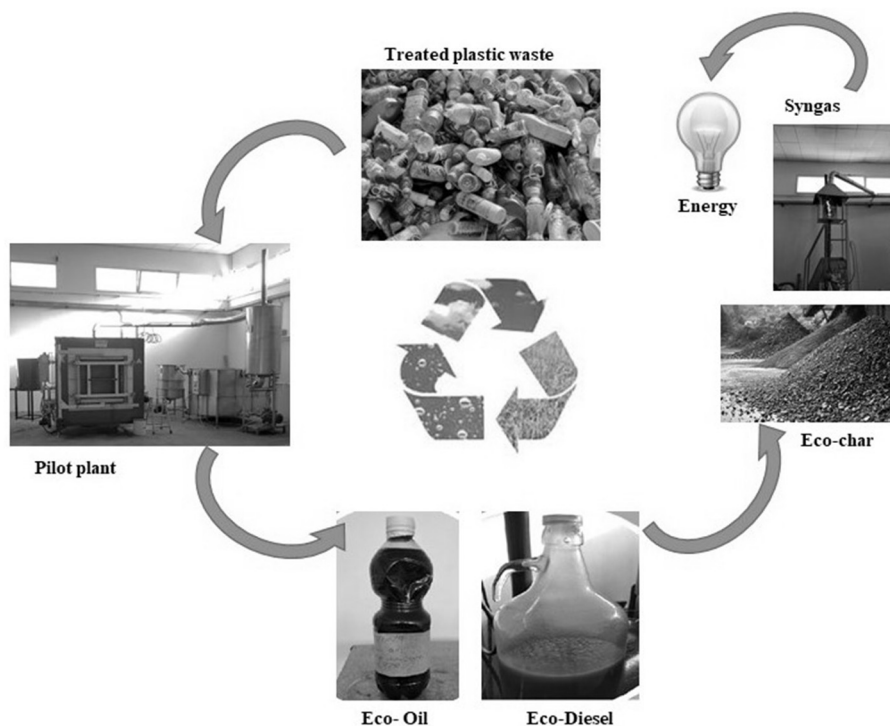 Treated plastic waste
Syngas
Energy
Eco-char
Pilot plant
Eco- Oil
Eco-Diesel